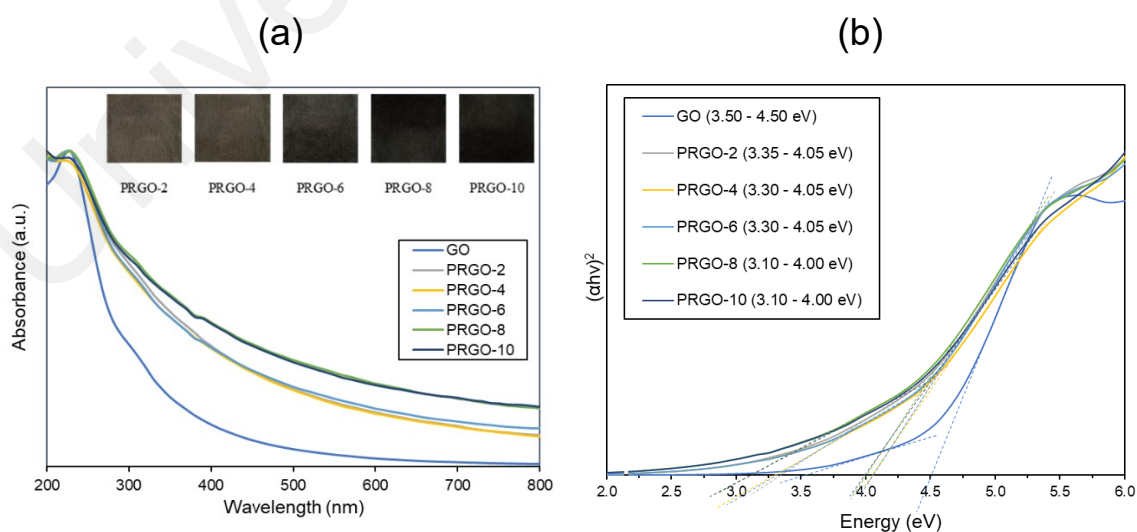 (a)
(b)
PRGO-2 PRGO-4 PRGO-6 PRGO-8 PRGO-10
GO
PRGO-2
PRGO-4
PRGO-6
PRGO-8
PRGO-10
Absorbance (a.u.)
200 300 400 500 600 700 800
Wavelength (nm)
GO (3.50 - 4.50 eV)
PRGO-2 (3.35 - 4.05 eV)
PRGO-4 (3.30 - 4.05 eV)
PRGO-6 (3.30 - 4.05 eV)
PRGO-8 (3.10 - 4.00 eV)
PRGO-10 (3.10 - 4.00 eV)
(αhν)²
2.0 2.5 3.0 3.5 4.0 4.5 5.0 5.5 6.0
Energy (eV)